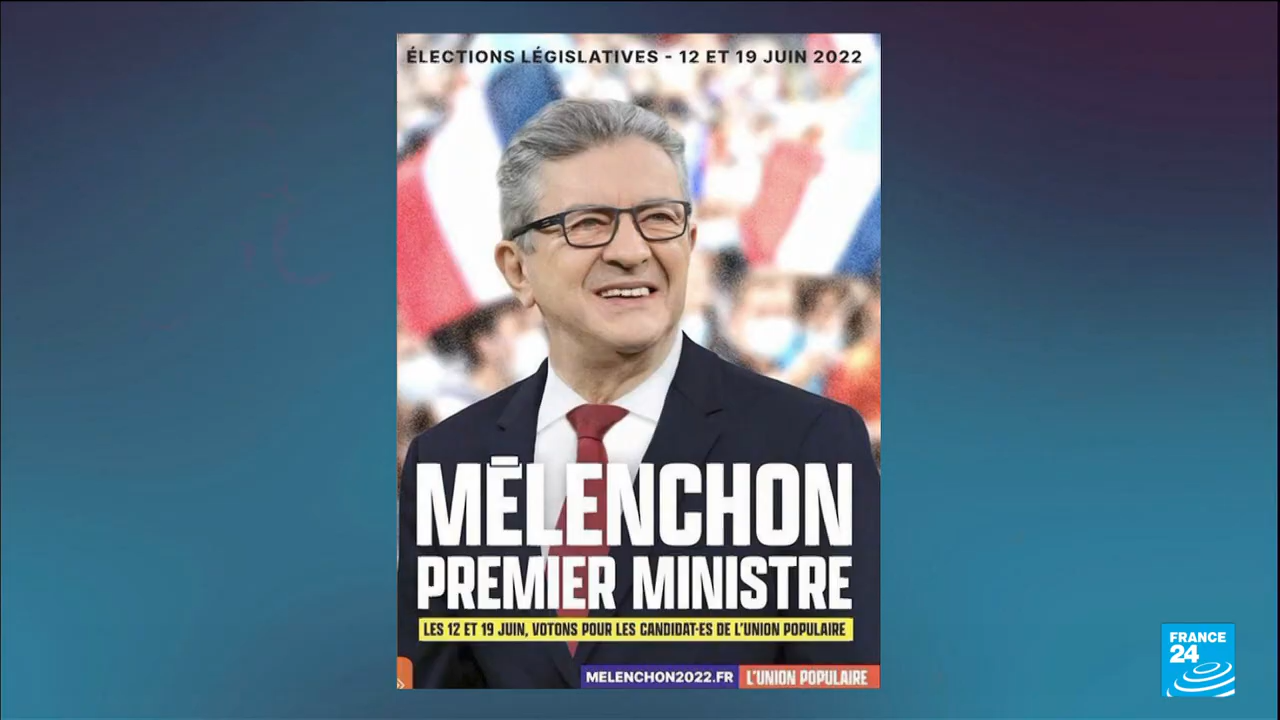 ÉLECTIONS LÉGISLATIVES - 12 ET 19 JUIN 2022
MÉLENCHON
PREMIER MINISTRE
LES 12 ET 19 JUIN, VOTONS POUR LES CANDIDAT·ES DE L'UNION POPULAIRE
MELENCHON2022.FR
L'UNION POPULAIRE
FRANCE
24